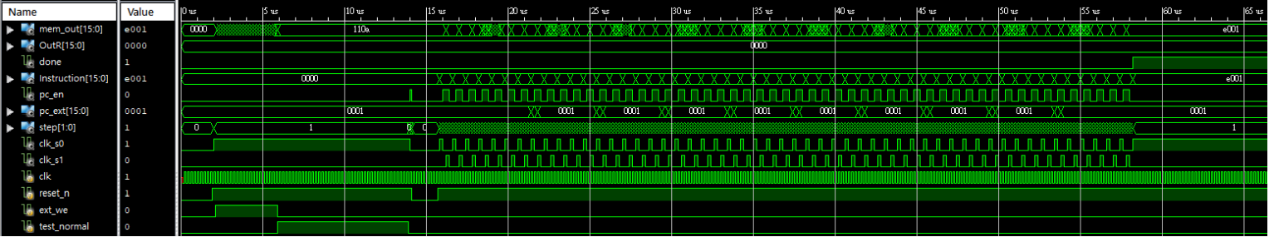 Name Value 0 us 5 us 10 us 15 us 20 us 25 us 30 us 35 us 40 us 45 us 50 us 55 us 60 us 65 us
mem_out[15:0] e001 0000 110a e001
OutR[15:0] 0000 0000
done 1
Instruction[15:0] e001 0000 e001
pc_en 0
pc_ext[15:0] 0001 0001 0001 0001 0001 0001 0001 0001 0001 0001 0001
step[1:0] 1 0 1 0 0 1
clk_s0 1
clk_s1 0
clk 1
reset_n 1
ext_we 0
test_normal 0